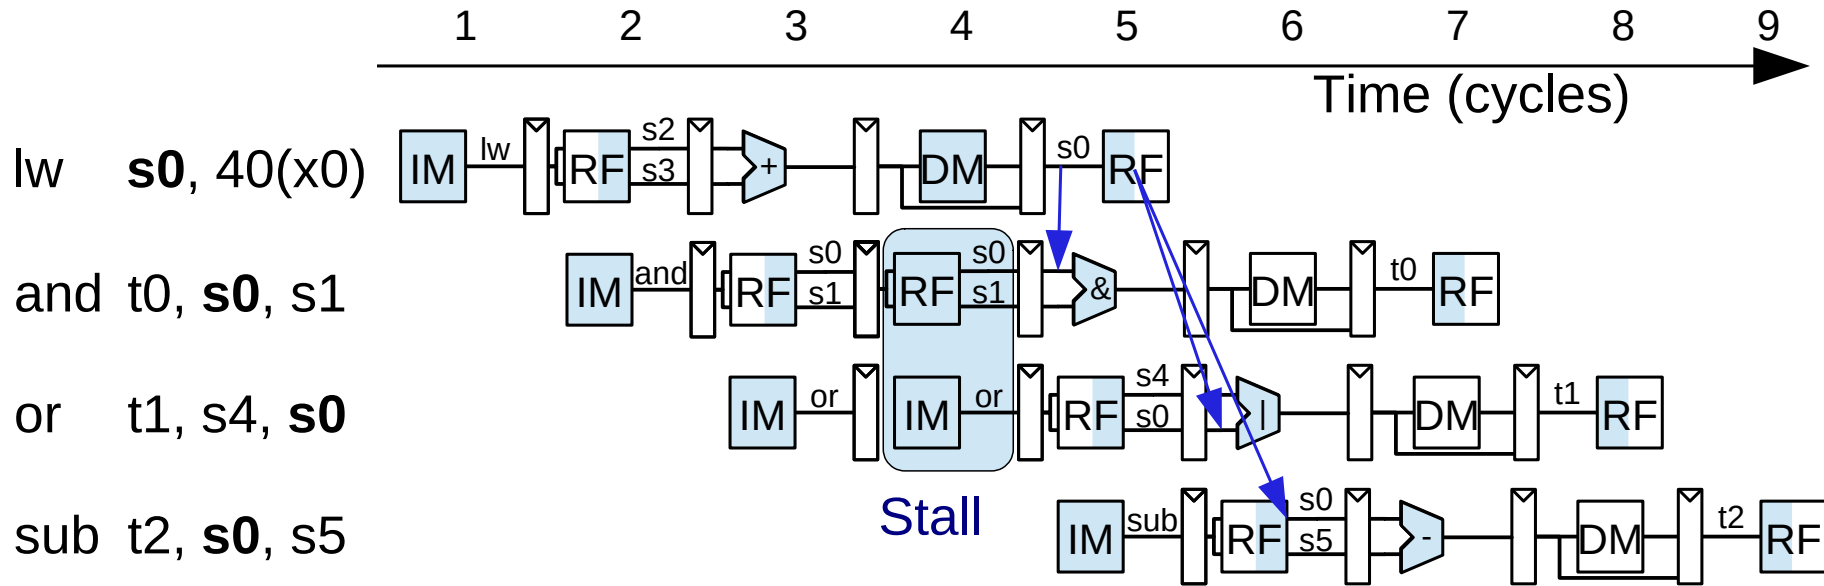 1 2 3 4 5 6 7 8 9
Time (cycles)
lw s0, 40(x0) IM lw RF s2 s3 + DM s0 RF
and t0, s0, s1 IM and RF s0 s1 RF s0 s1 & DM t0 RF
or t1, s4, s0 IM or IM or RF s4 s0 | DM t1 RF
Stall
sub t2, s0, s5 IM sub RF s0 s5 - DM t2 RF